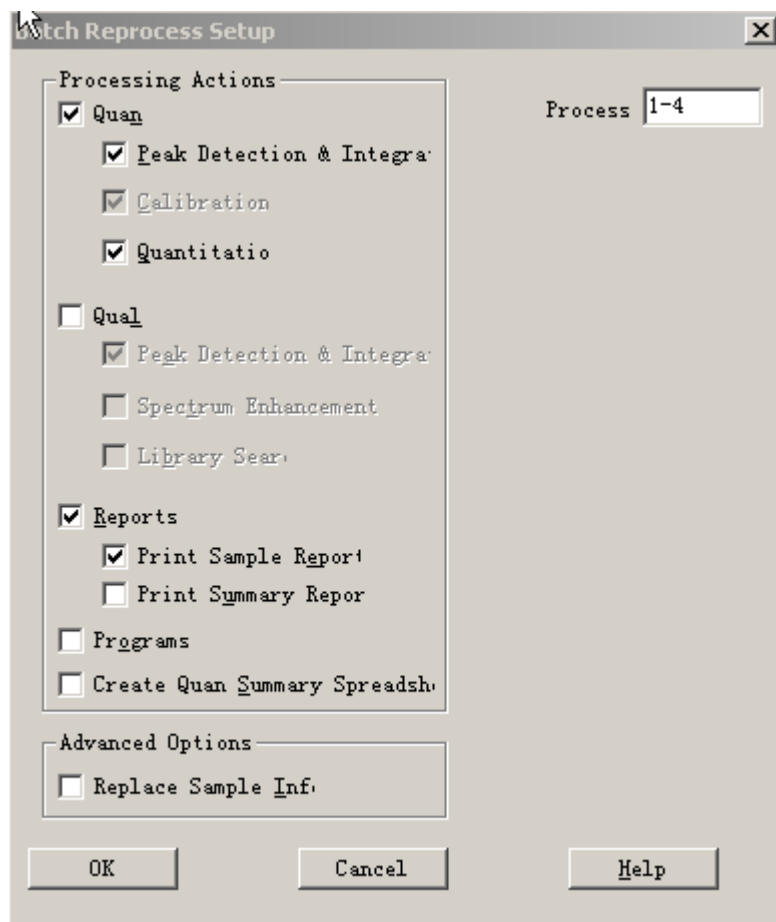 Batch Reprocess Setup
Processing Actions
Quan
Process 1-4
Peak Detection & Integra
Calibration
Quantitatio
Qual
Peak Detection & Integra
Spectrum Enhancement
Library Sear
Reports
Print Sample Report
Print Summary Repor
Programs
Create Quan Summary Spreadsh
Advanced Options
Replace Sample Inf
OK Cancel Help